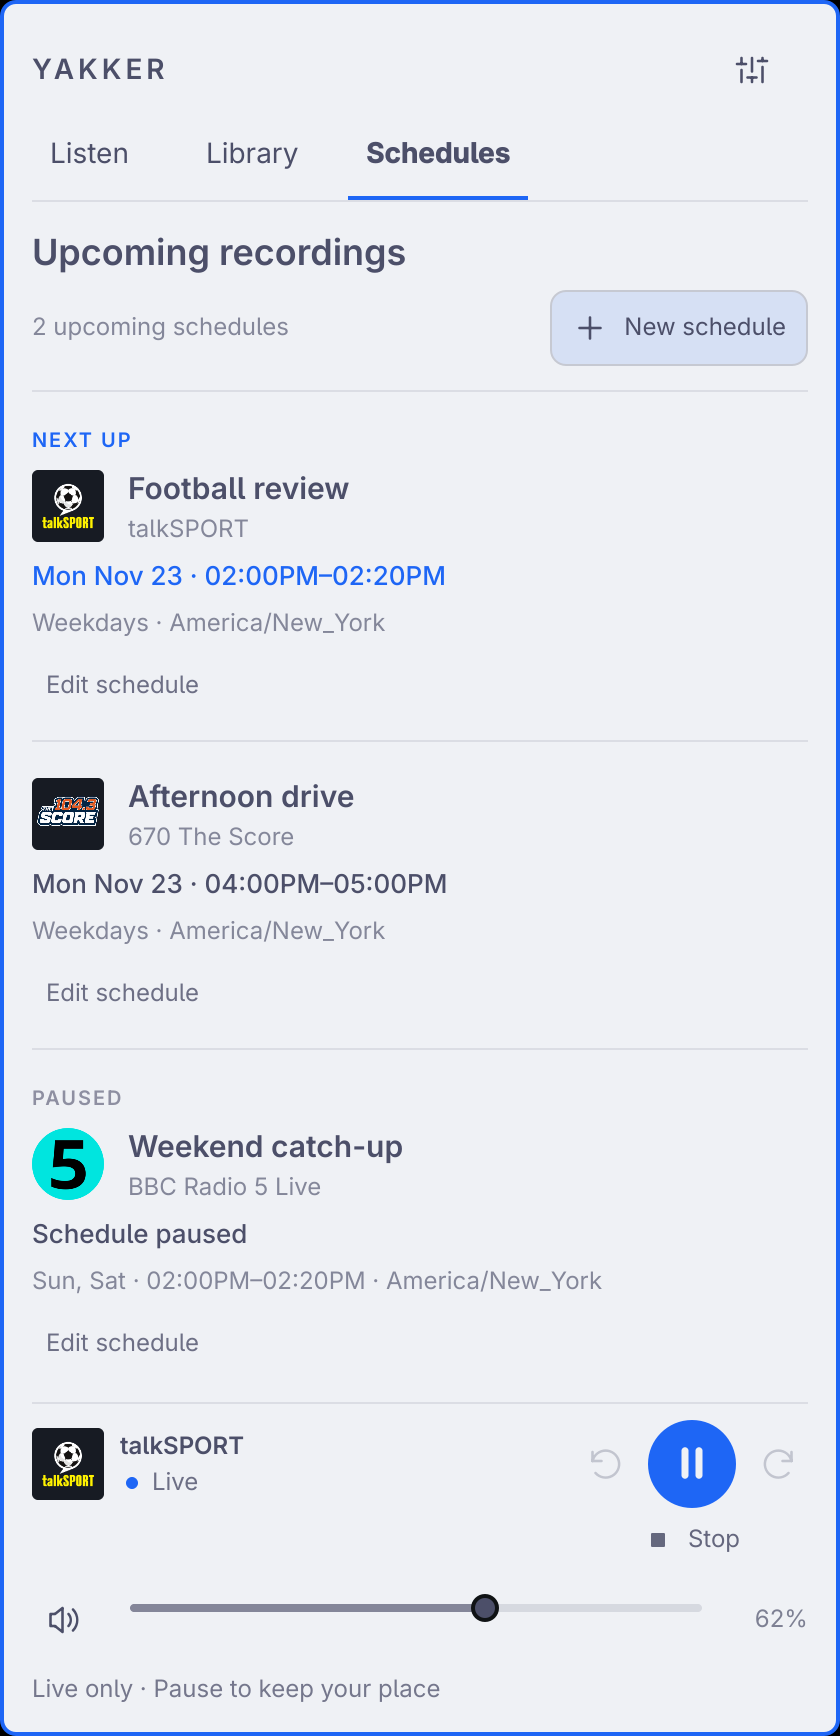 YAKKER
Listen Library Schedules
Upcoming recordings
2 upcoming schedules
New schedule
NEXT UP
talkSPORT
Football review
talkSPORT
Mon Nov 23 · 02:00PM–02:20PM
Weekdays · America/New_York
Edit schedule
104.3
SCORE
Afternoon drive
670 The Score
Mon Nov 23 · 04:00PM–05:00PM
Weekdays · America/New_York
Edit schedule
PAUSED
5
Weekend catch-up
BBC Radio 5 Live
Schedule paused
Sun, Sat · 02:00PM–02:20PM · America/New_York
Edit schedule
talkSPORT
talkSPORT
Live
Stop
62%
Live only · Pause to keep your place